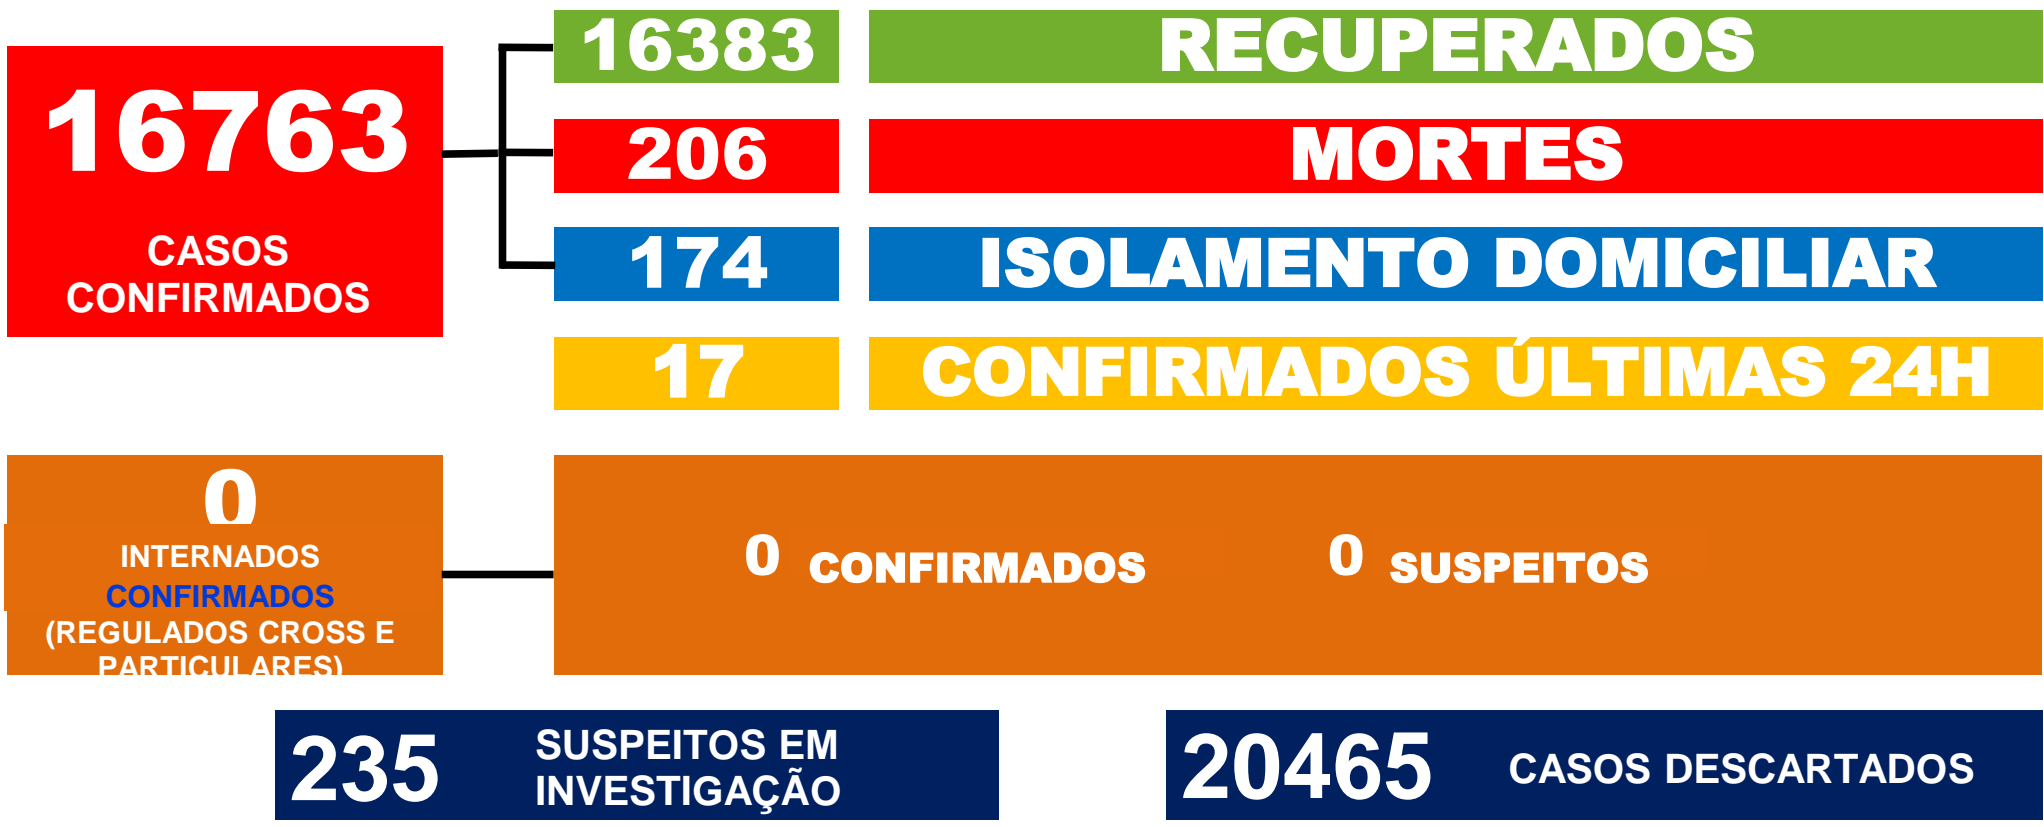 16763
CASOS
CONFIRMADOS
16383 RECUPERADOS
206 MORTES
174 ISOLAMENTO DOMICILIAR
17 CONFIRMADOS ÚLTIMAS 24H
0
INTERNADOS
CONFIRMADOS
(REGULADOS CROSS E
PARTICULARES)
0 CONFIRMADOS 0 SUSPEITOS
235 SUSPEITOS EM
INVESTIGAÇÃO
20465 CASOS DESCARTADOS